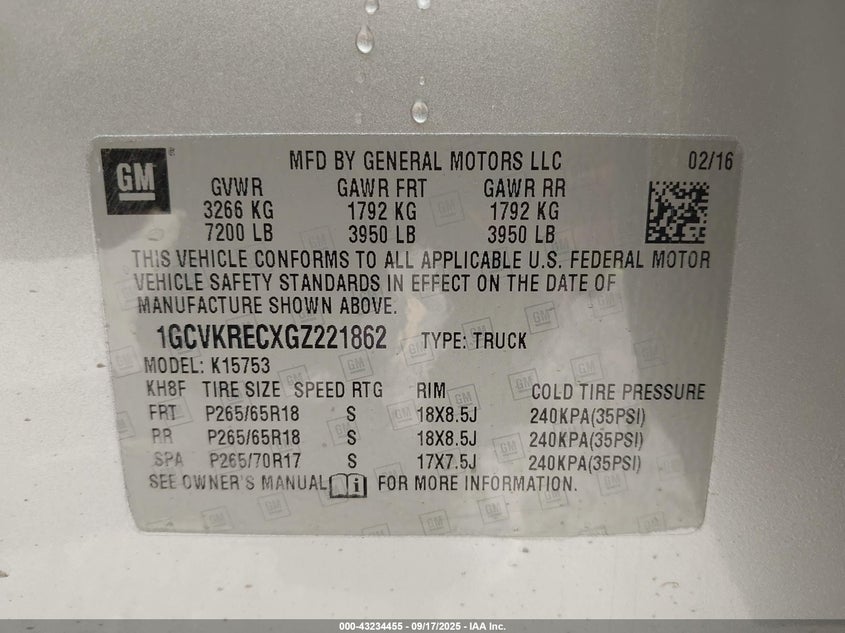 GM
MFD BY GENERAL MOTORS LLC 02/16
GVWR GAWR FRT GAWR RR
3266 KG 1792 KG 1792 KG
7200 LB 3950 LB 3950 LB
THIS VEHICLE CONFORMS TO ALL APPLICABLE U.S. FEDERAL MOTOR
VEHICLE SAFETY STANDARDS IN EFFECT ON THE DATE OF
MANUFACTURE SHOWN ABOVE.
1GCVKRECXGZ221862 TYPE: TRUCK
MODEL: K15753
KH8F TIRE SIZE SPEED RTG RIM COLD TIRE PRESSURE
FRT P265/65R18 S 18X8.5J 240KPA(35PSI)
RR P265/65R18 S 18X8.5J 240KPA(35PSI)
SPA P265/70R17 S 17X7.5J 240KPA(35PSI)
SEE OWNER'S MANUAL FOR MORE INFORMATION.
000-43234455 - 09/17/2025 - IAA Inc.